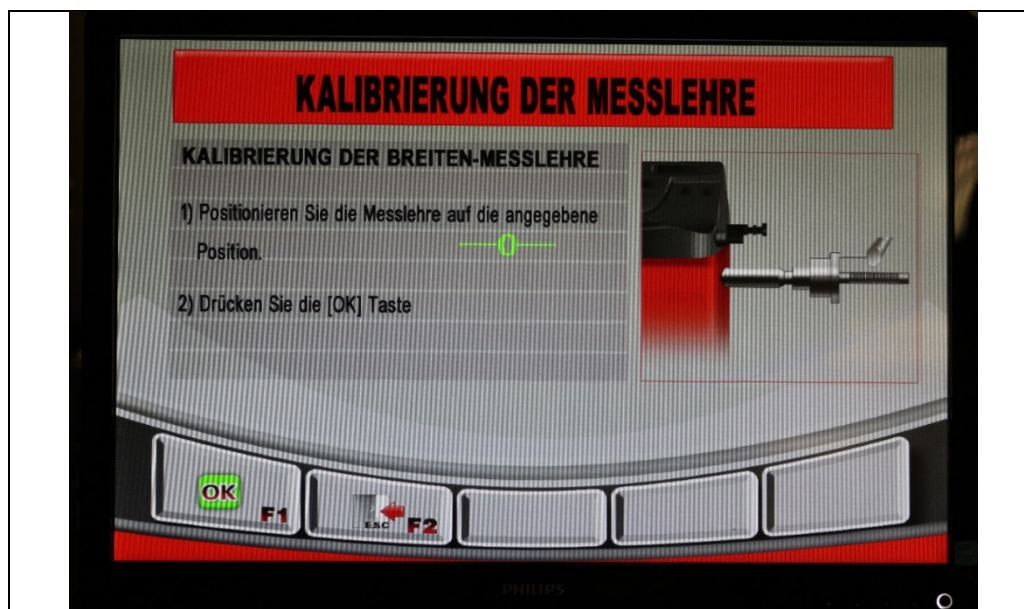 KALIBRIERUNG DER MESSLEHRE
KALIBRIERUNG DER BREITEN-MESSLEHRE
1) Positionieren Sie die Messlehre auf die angegebene
Position.
0
2) Drücken Sie die [OK] Taste
OK
F1
ESC
F2
PHILIPS